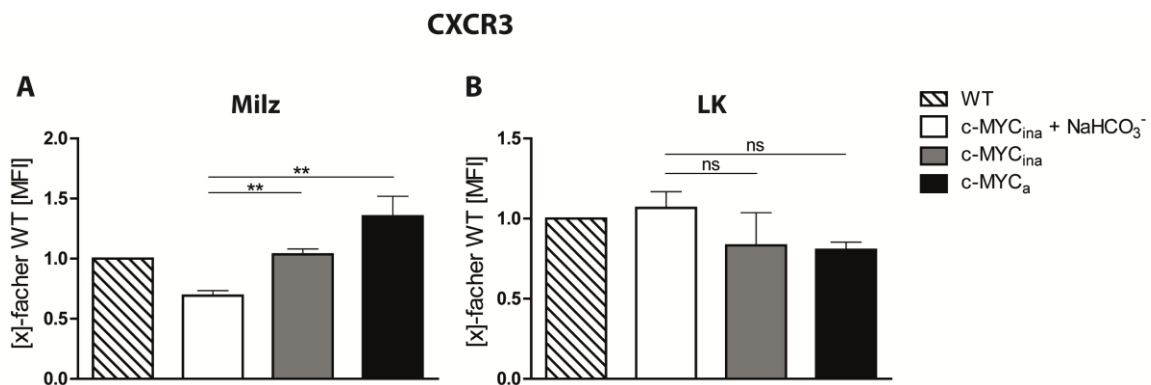 CXCR3
A
Milz
[x]-facher WT [MFI]
2.0
1.5
1.0
0.5
0.0
**
**
B
LK
[x]-facher WT [MFI]
1.5
1.0
0.5
0.0
ns
ns
WT
c-MYCina + NaHCO3-
c-MYCina
c-MYCa